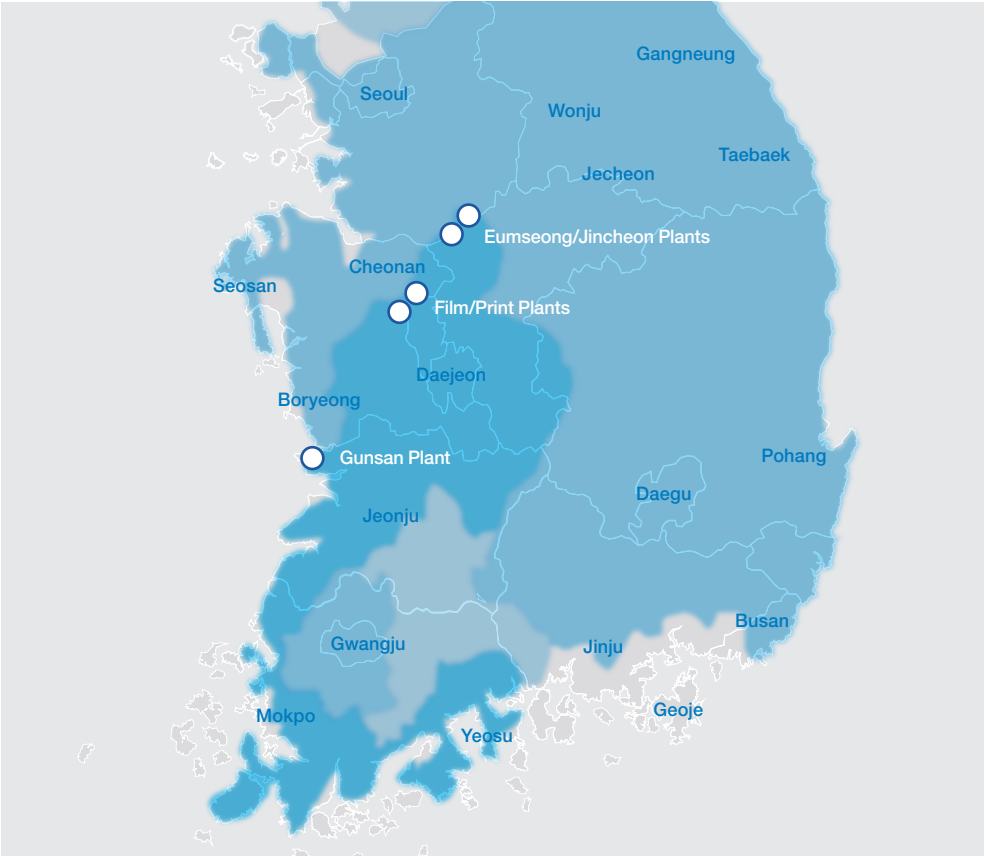 Gangneung
Seoul
Wonju
Taebaek
Jecheon
Eumseong/Jincheon Plants
Cheonan
Seosan
Film/Print Plants
Daejeon
Boryeong
Pohang
Gunsan Plant
Daegu
Jeonju
Busan
Gwangju
Jinju
Geoje
Mokpo
Yeosu